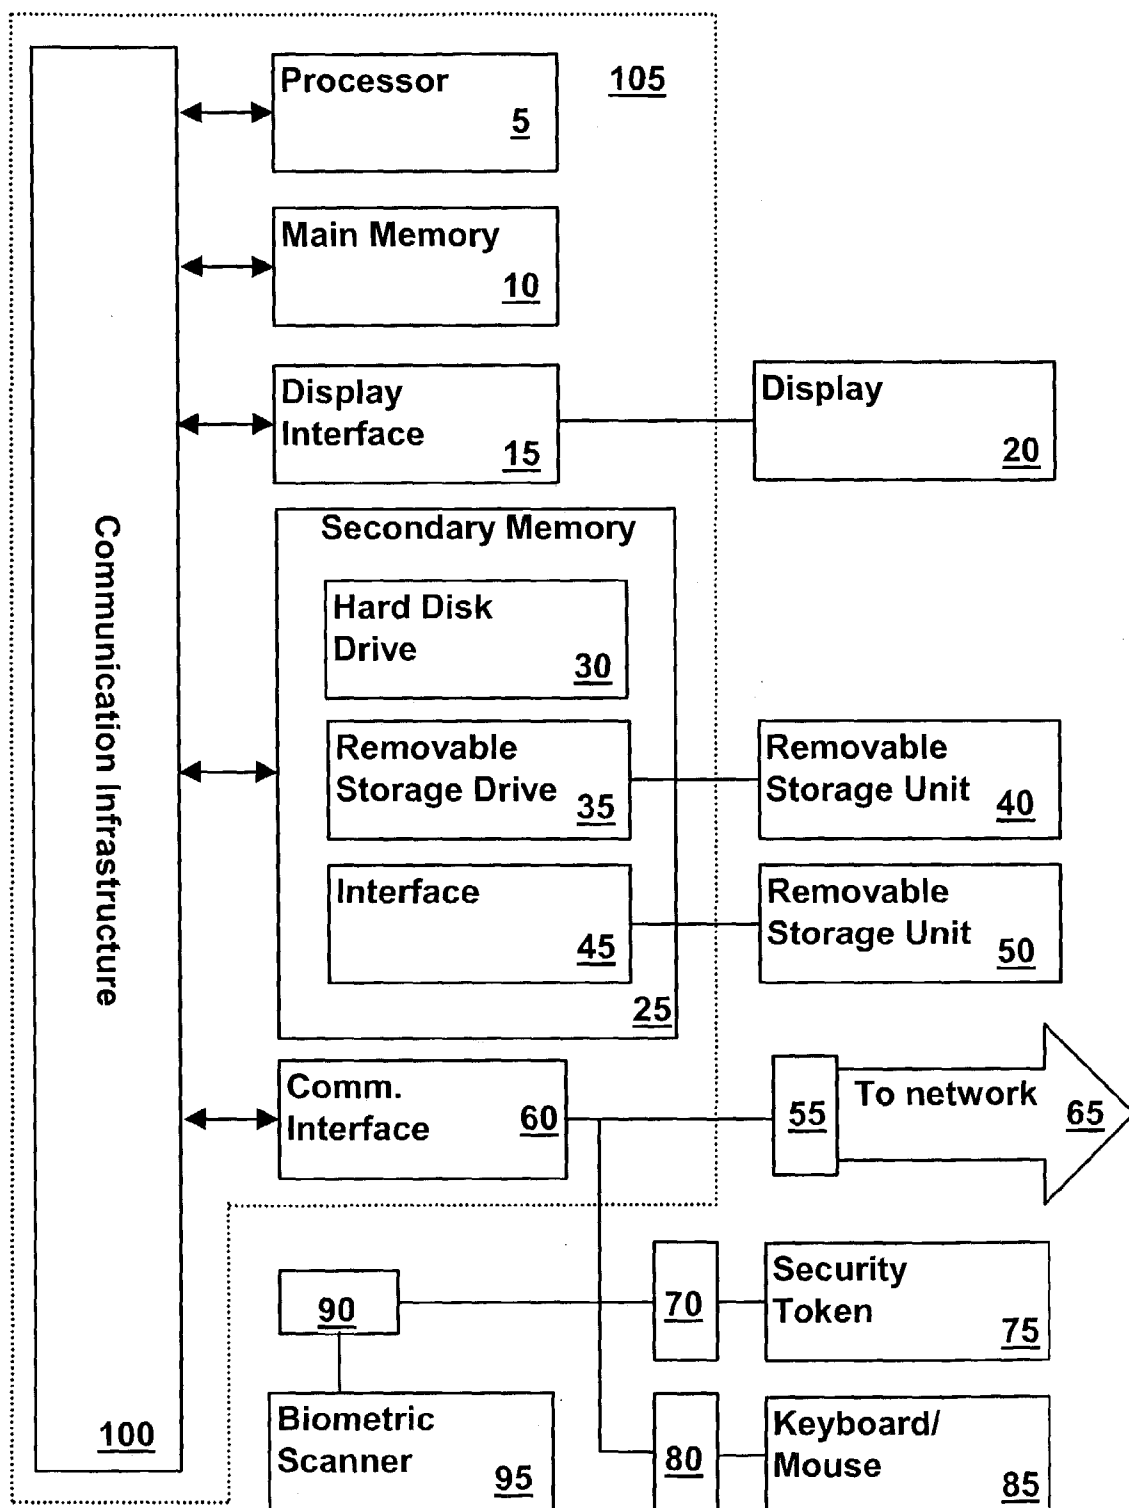 Processor
5
105
Main Memory
10
Display
Interface
15
Display
20
Secondary Memory
Hard Disk
Drive
30
Removable
Storage Drive
35
Removable
Storage Unit
40
Interface
45
Removable
Storage Unit
50
25
Comm.
Interface
60
55
To network
65
Communication Infrastructure
100
90
70
Security
Token
75
Biometric
Scanner
95
80
Keyboard/
Mouse
85